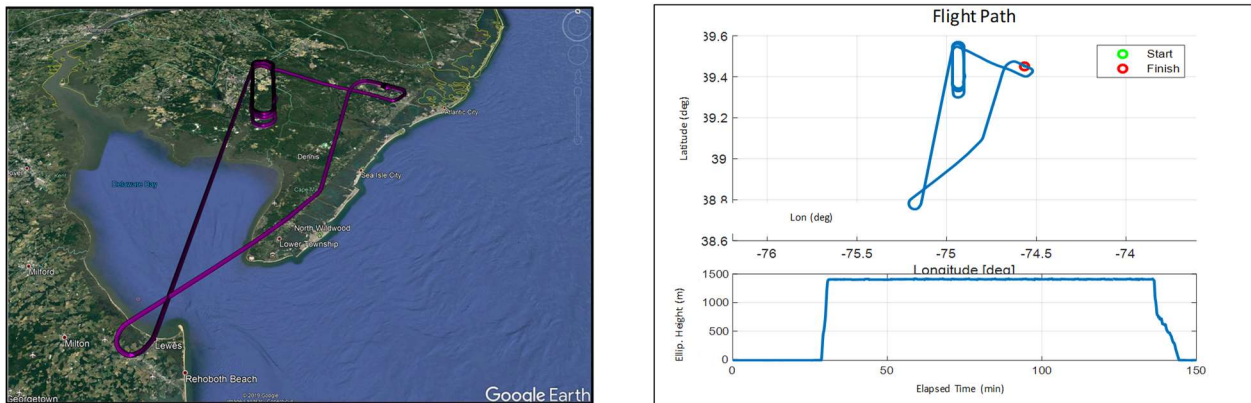 Delaware Bay
Dennis
Atlantic City
Sea Isle City
Cape May
North Wildwood
Lower Township
Milford
Milton
Lewes
Rehoboth Beach
Georgetown
© 2018 Google
Google Earth
Flight Path
39.6
39.4
39.2
39
38.8
38.6
Latitude (deg)
Start
Finish
Lon (deg)
-76
-75.5
-75
-74.5
-74
Longitude [deg]
1500
1000
500
0
Ellip. Height (m)
0
50
100
150
Elapsed Time (min)